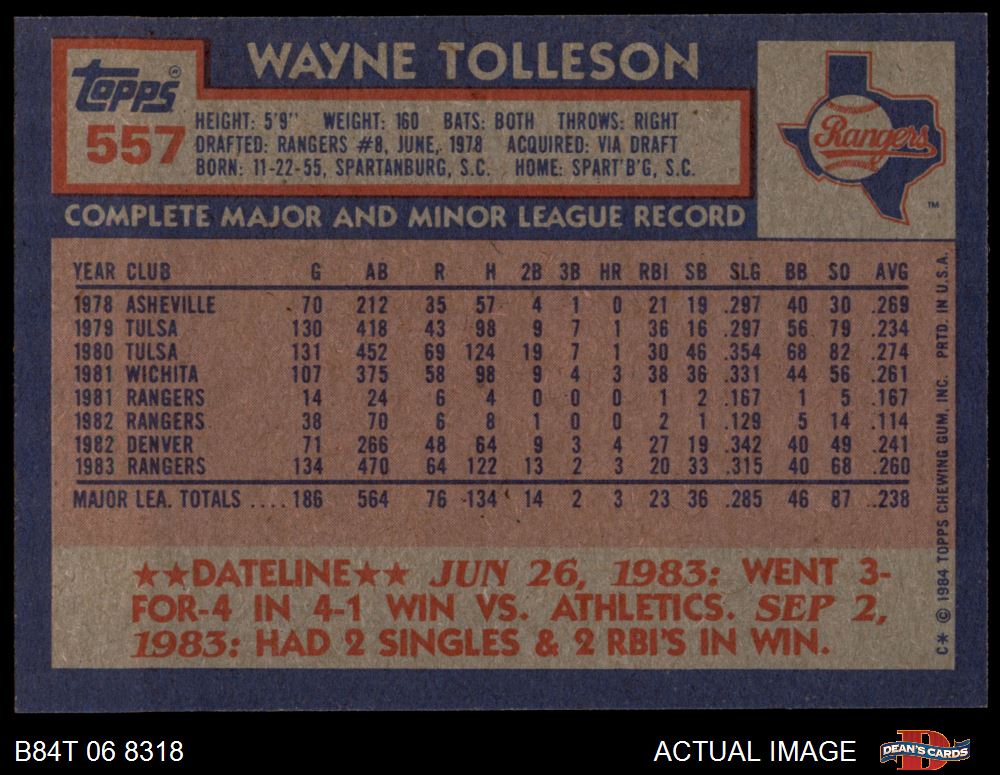 WAYNE TOLLESON
Topps®
557
HEIGHT: 5'9" WEIGHT: 160 BATS: BOTH THROWS: RIGHT
DRAFTED: RANGERS #8, JUNE, 1978 ACQUIRED: VIA DRAFT
BORN: 11-22-55, SPARTANBURG, S.C. HOME: SPART'B'G, S.C.
Rangers
TM
COMPLETE MAJOR AND MINOR LEAGUE RECORD
YEAR CLUB G AB R H 2B 3B HR RBI SB SLG BB SO AVG
1978 ASHEVILLE 70 212 35 57 4 1 0 21 19 .297 40 30 .269
1979 TULSA 130 418 43 98 9 7 1 36 16 .297 56 79 .234
1980 TULSA 131 452 69 124 19 7 1 30 46 .354 68 82 .274
1981 WICHITA 107 375 58 98 9 4 3 38 36 .331 44 56 .261
1981 RANGERS 14 24 6 4 0 0 0 1 2 .167 1 5 .167
1982 RANGERS 38 70 6 8 1 0 0 2 1 .129 5 14 .114
1982 DENVER 71 266 48 64 9 3 4 27 19 .342 40 49 .241
1983 RANGERS 134 470 64 122 13 2 3 20 33 .315 40 68 .260
MAJOR LEA. TOTALS .... 186 564 76 134 14 2 3 23 36 .285 46 87 .238
★★DATELINE★★ JUN 26, 1983: WENT 3-
FOR-4 IN 4-1 WIN VS. ATHLETICS. SEP 2,
1983: HAD 2 SINGLES & 2 RBI'S IN WIN.
C* © 1984 TOPPS CHEWING GUM, INC. PRTD. IN U.S.A.
B84T 06 8318
ACTUAL IMAGE
D
DEAN'S CARDS